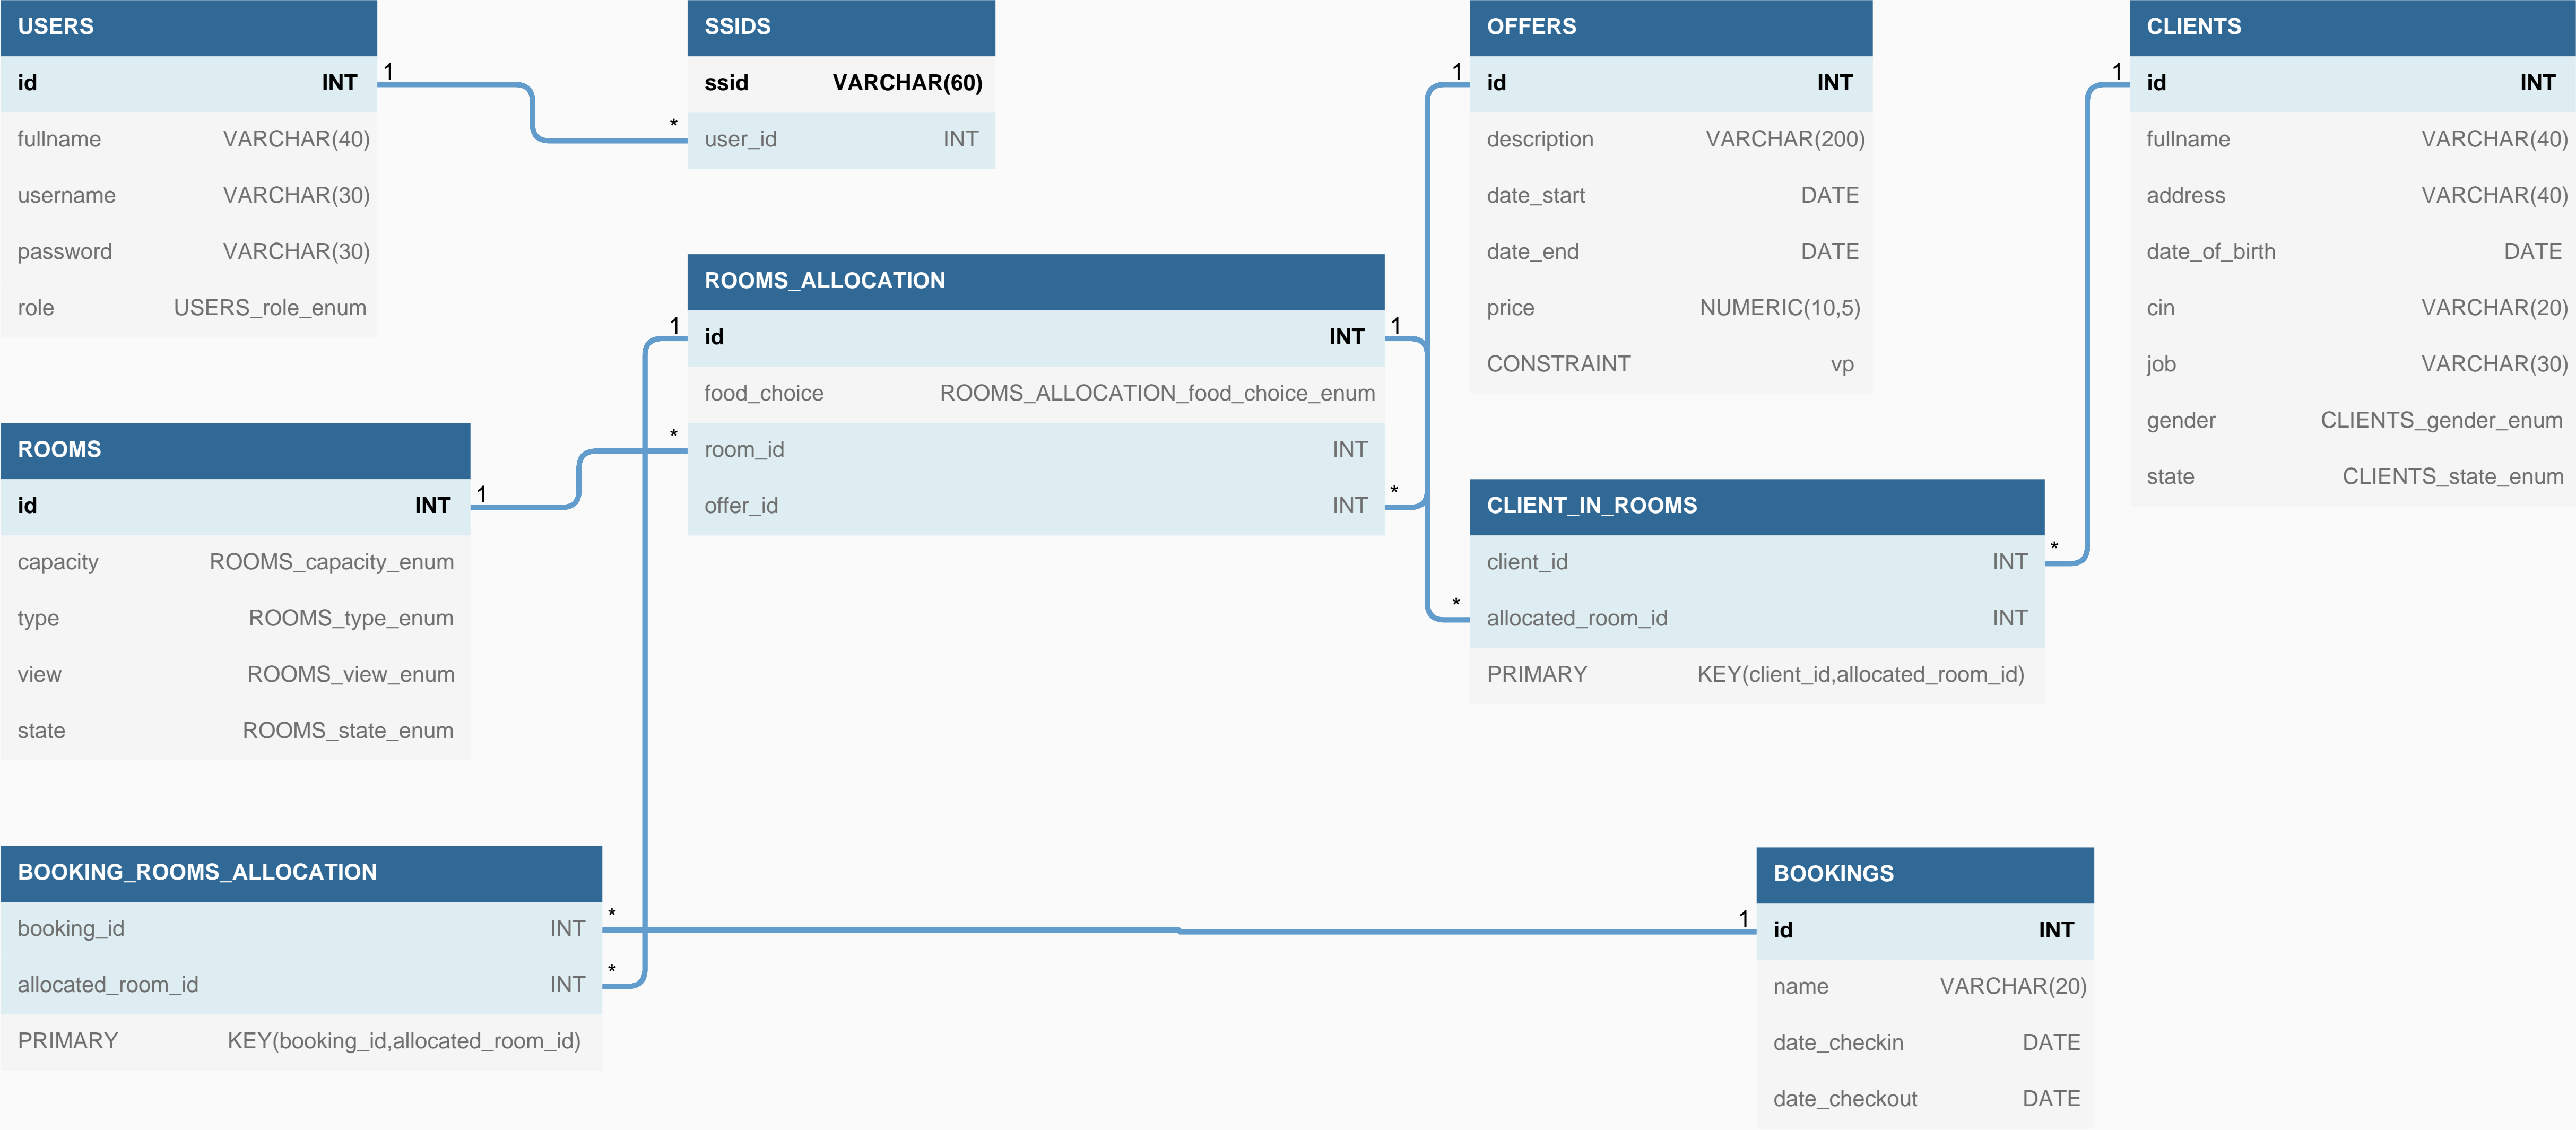 USERS
id INT
fullname VARCHAR(40)
username VARCHAR(30)
password VARCHAR(30)
role USERS_role_enum
1
*
SSIDS
ssid VARCHAR(60)
user_id INT
OFFERS
id INT
description VARCHAR(200)
date_start DATE
date_end DATE
price NUMERIC(10,5)
CONSTRAINT vp
1
CLIENTS
id INT
fullname VARCHAR(40)
address VARCHAR(40)
date_of_birth DATE
cin VARCHAR(20)
job VARCHAR(30)
gender CLIENTS_gender_enum
state CLIENTS_state_enum
1
ROOMS_ALLOCATION
id INT
food_choice ROOMS_ALLOCATION_food_choice_enum
room_id INT
offer_id INT
1
*
1
*
ROOMS
id INT
capacity ROOMS_capacity_enum
type ROOMS_type_enum
view ROOMS_view_enum
state ROOMS_state_enum
1
CLIENT_IN_ROOMS
client_id INT
allocated_room_id INT
PRIMARY KEY(client_id,allocated_room_id)
*
*
BOOKING_ROOMS_ALLOCATION
booking_id INT
allocated_room_id INT
PRIMARY KEY(booking_id,allocated_room_id)
*
*
BOOKINGS
id INT
name VARCHAR(20)
date_checkin DATE
date_checkout DATE
1